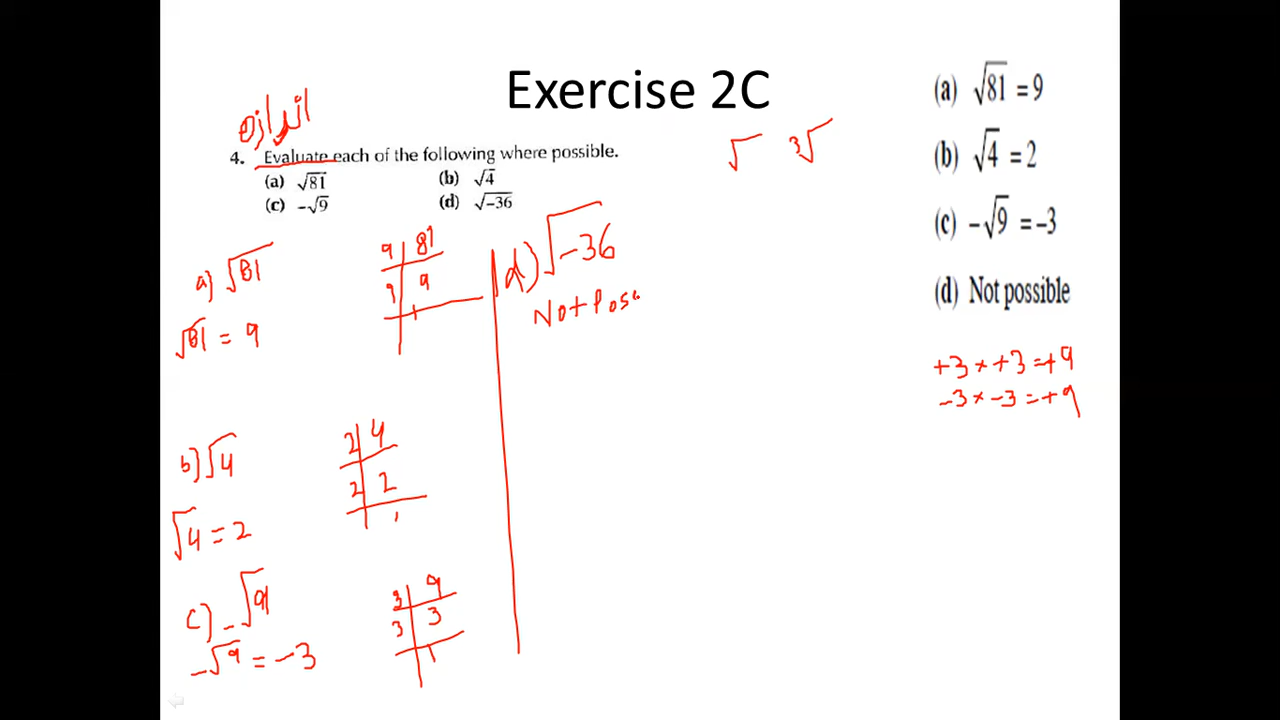 Exercise 2C
اندازہ
4. Evaluate each of the following where possible.
(a) √81 (b) √4
(c) -√9 (d) √-36
√ ³√
(a) √81 = 9
(b) √4 = 2
(c) -√9 = -3
(d) Not possible
+3 × +3 = +9
-3 × -3 = +9
a) √81
√81 = 9
9 | 81
9 | 9
1
b) √4
√4 = 2
2 | 4
2 | 2
1
c) -√9
-√9 = -3
3 | 9
3 | 3
1
d) √-36
Not Poss